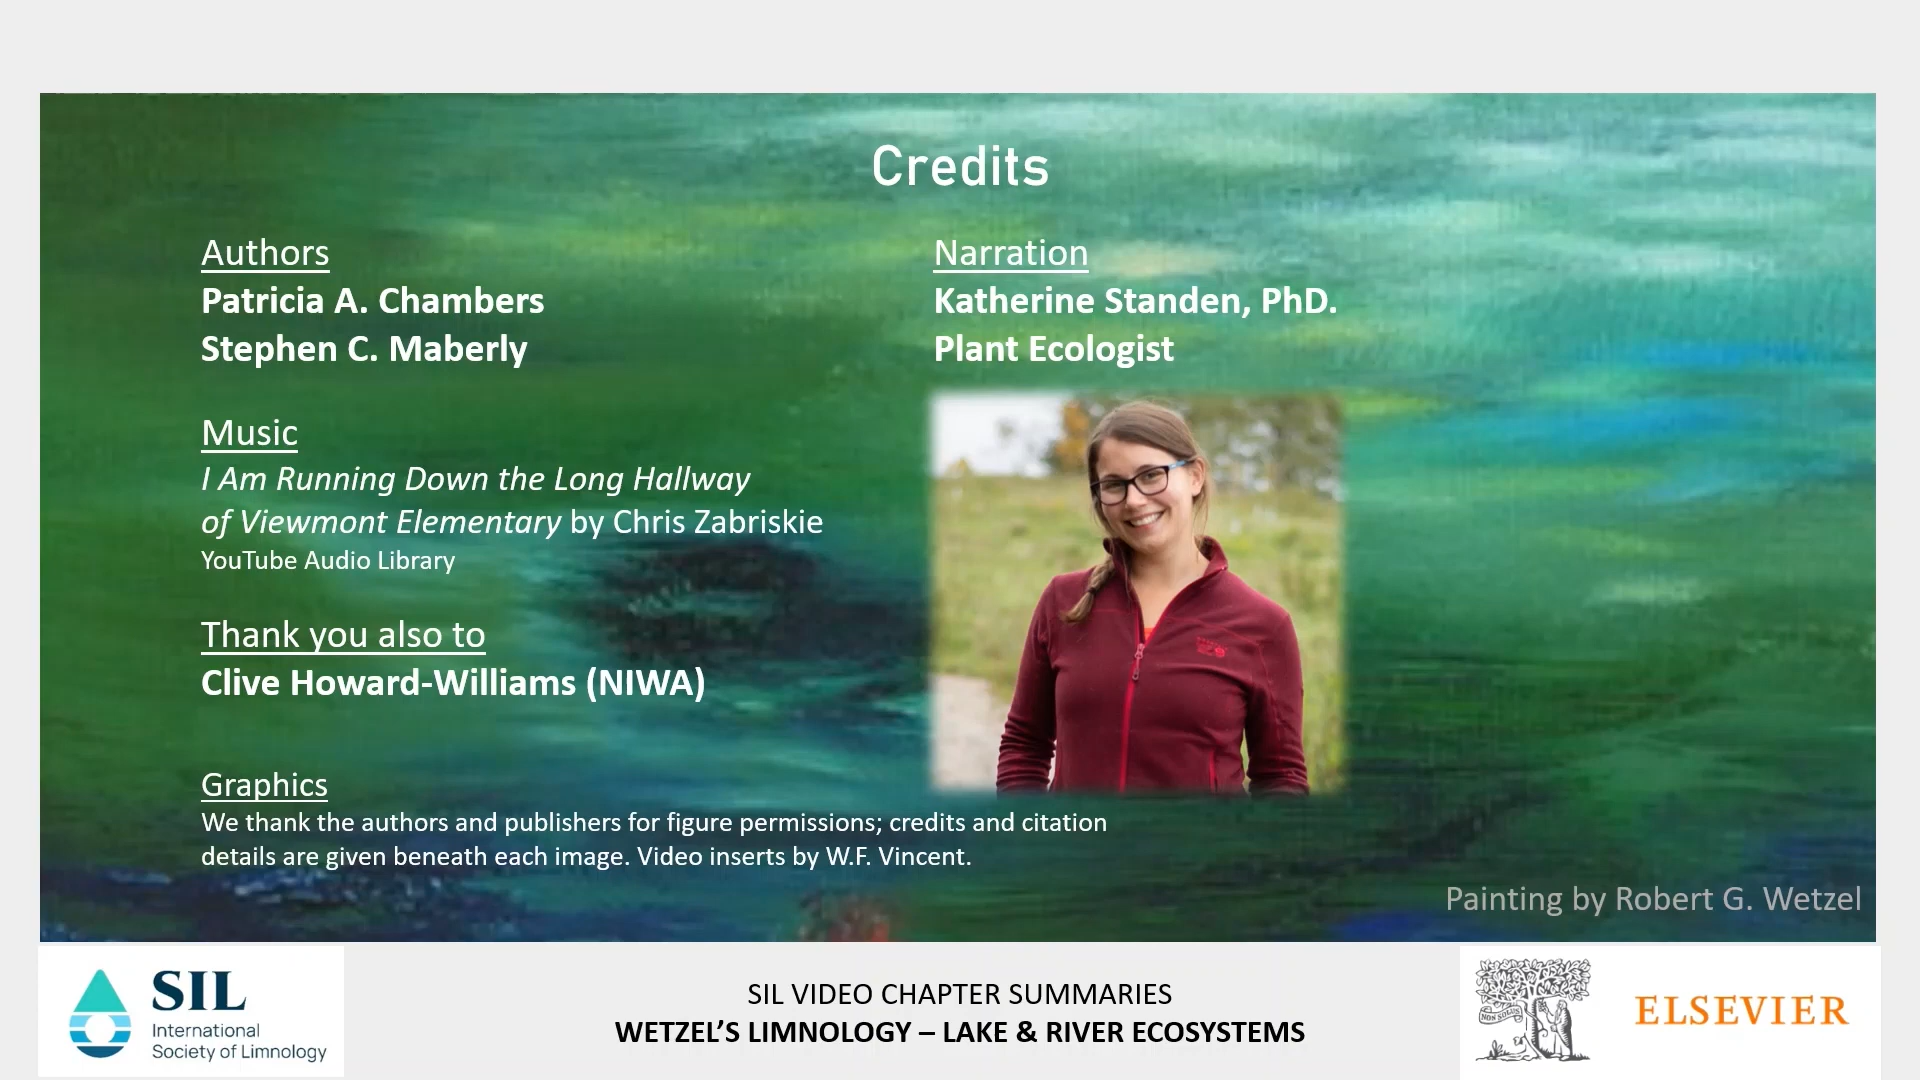 Credits
Authors
Patricia A. Chambers
Stephen C. Maberly
Music
I Am Running Down the Long Hallway
of Viewmont Elementary by Chris Zabriskie
YouTube Audio Library
Thank you also to
Clive Howard-Williams (NIWA)
Graphics
We thank the authors and publishers for figure permissions; credits and citation
details are given beneath each image. Video inserts by W.F. Vincent.
Narration
Katherine Standen, PhD.
Plant Ecologist
Painting by Robert G. Wetzel
SIL
International
Society of Limnology
SIL VIDEO CHAPTER SUMMARIES
WETZEL’S LIMNOLOGY – LAKE & RIVER ECOSYSTEMS
NON SOLUS
ELSEVIER